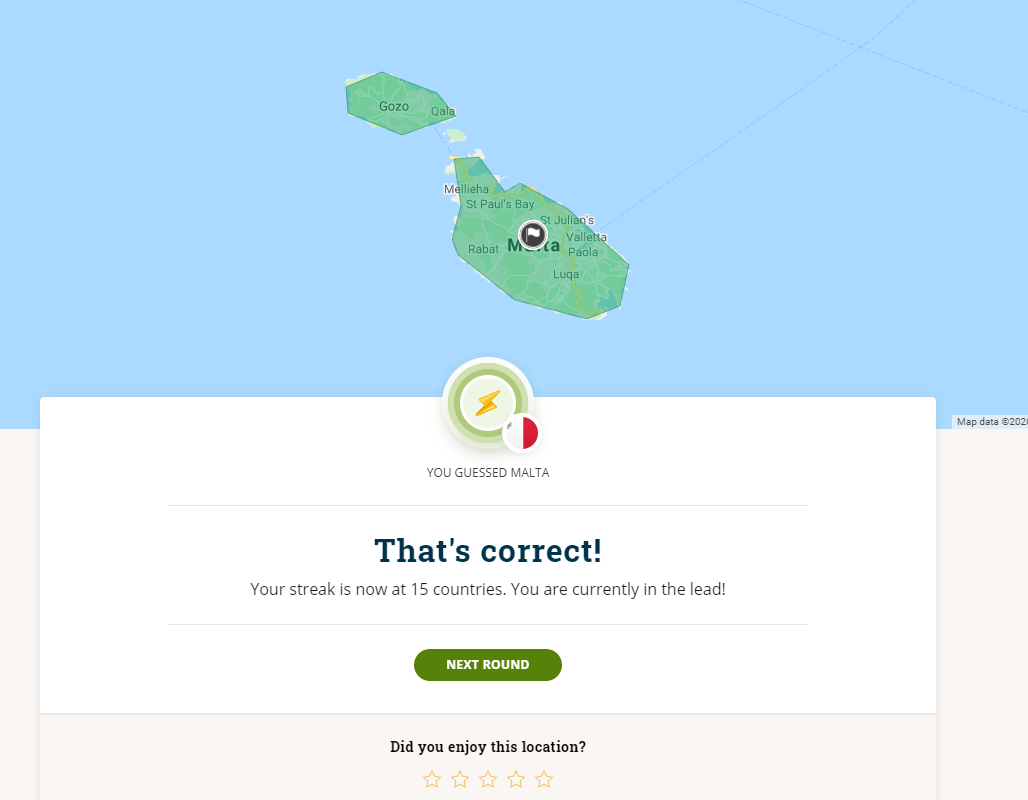 Gozo
Qala
Mellieha
St Paul's Bay
St Julian's
Valletta
Rabat
Paola
Luqa
YOU GUESSED MALTA
That's correct!
Your streak is now at 15 countries. You are currently in the lead!
NEXT ROUND
Did you enjoy this location?
Map data ©202